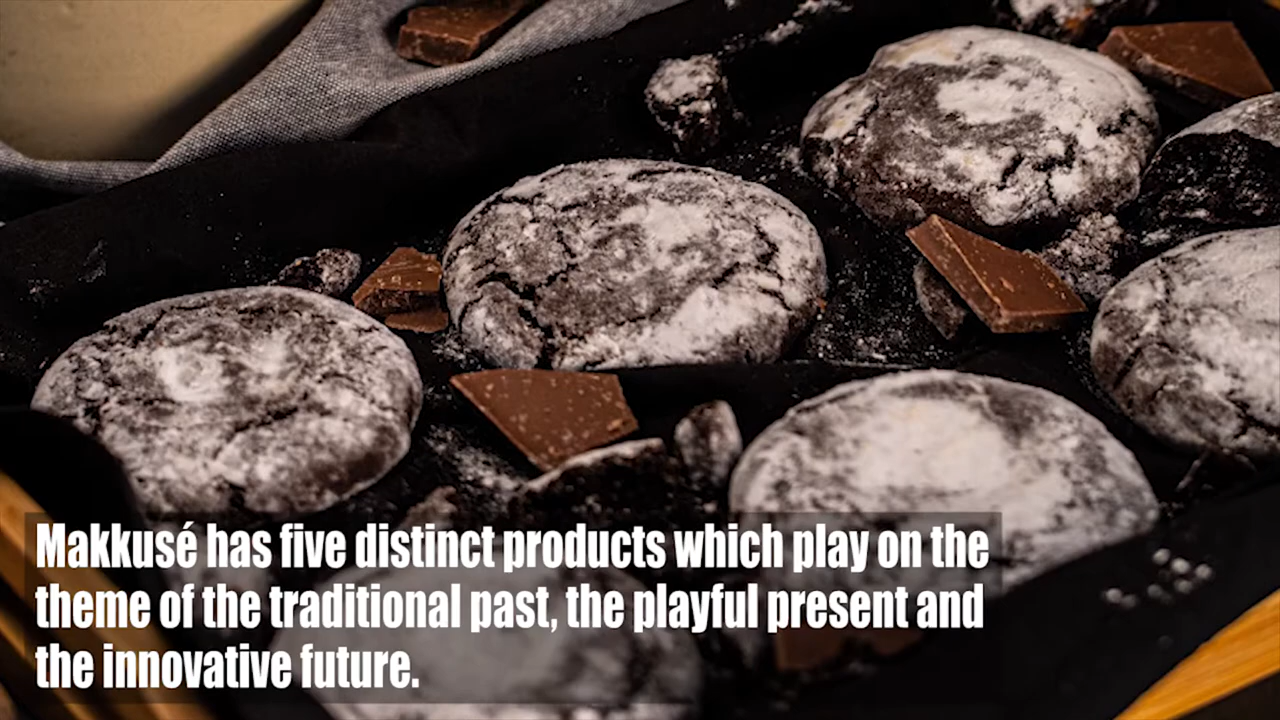 Makkusé has five distinct products which play on the
theme of the traditional past, the playful present and
the innovative future.